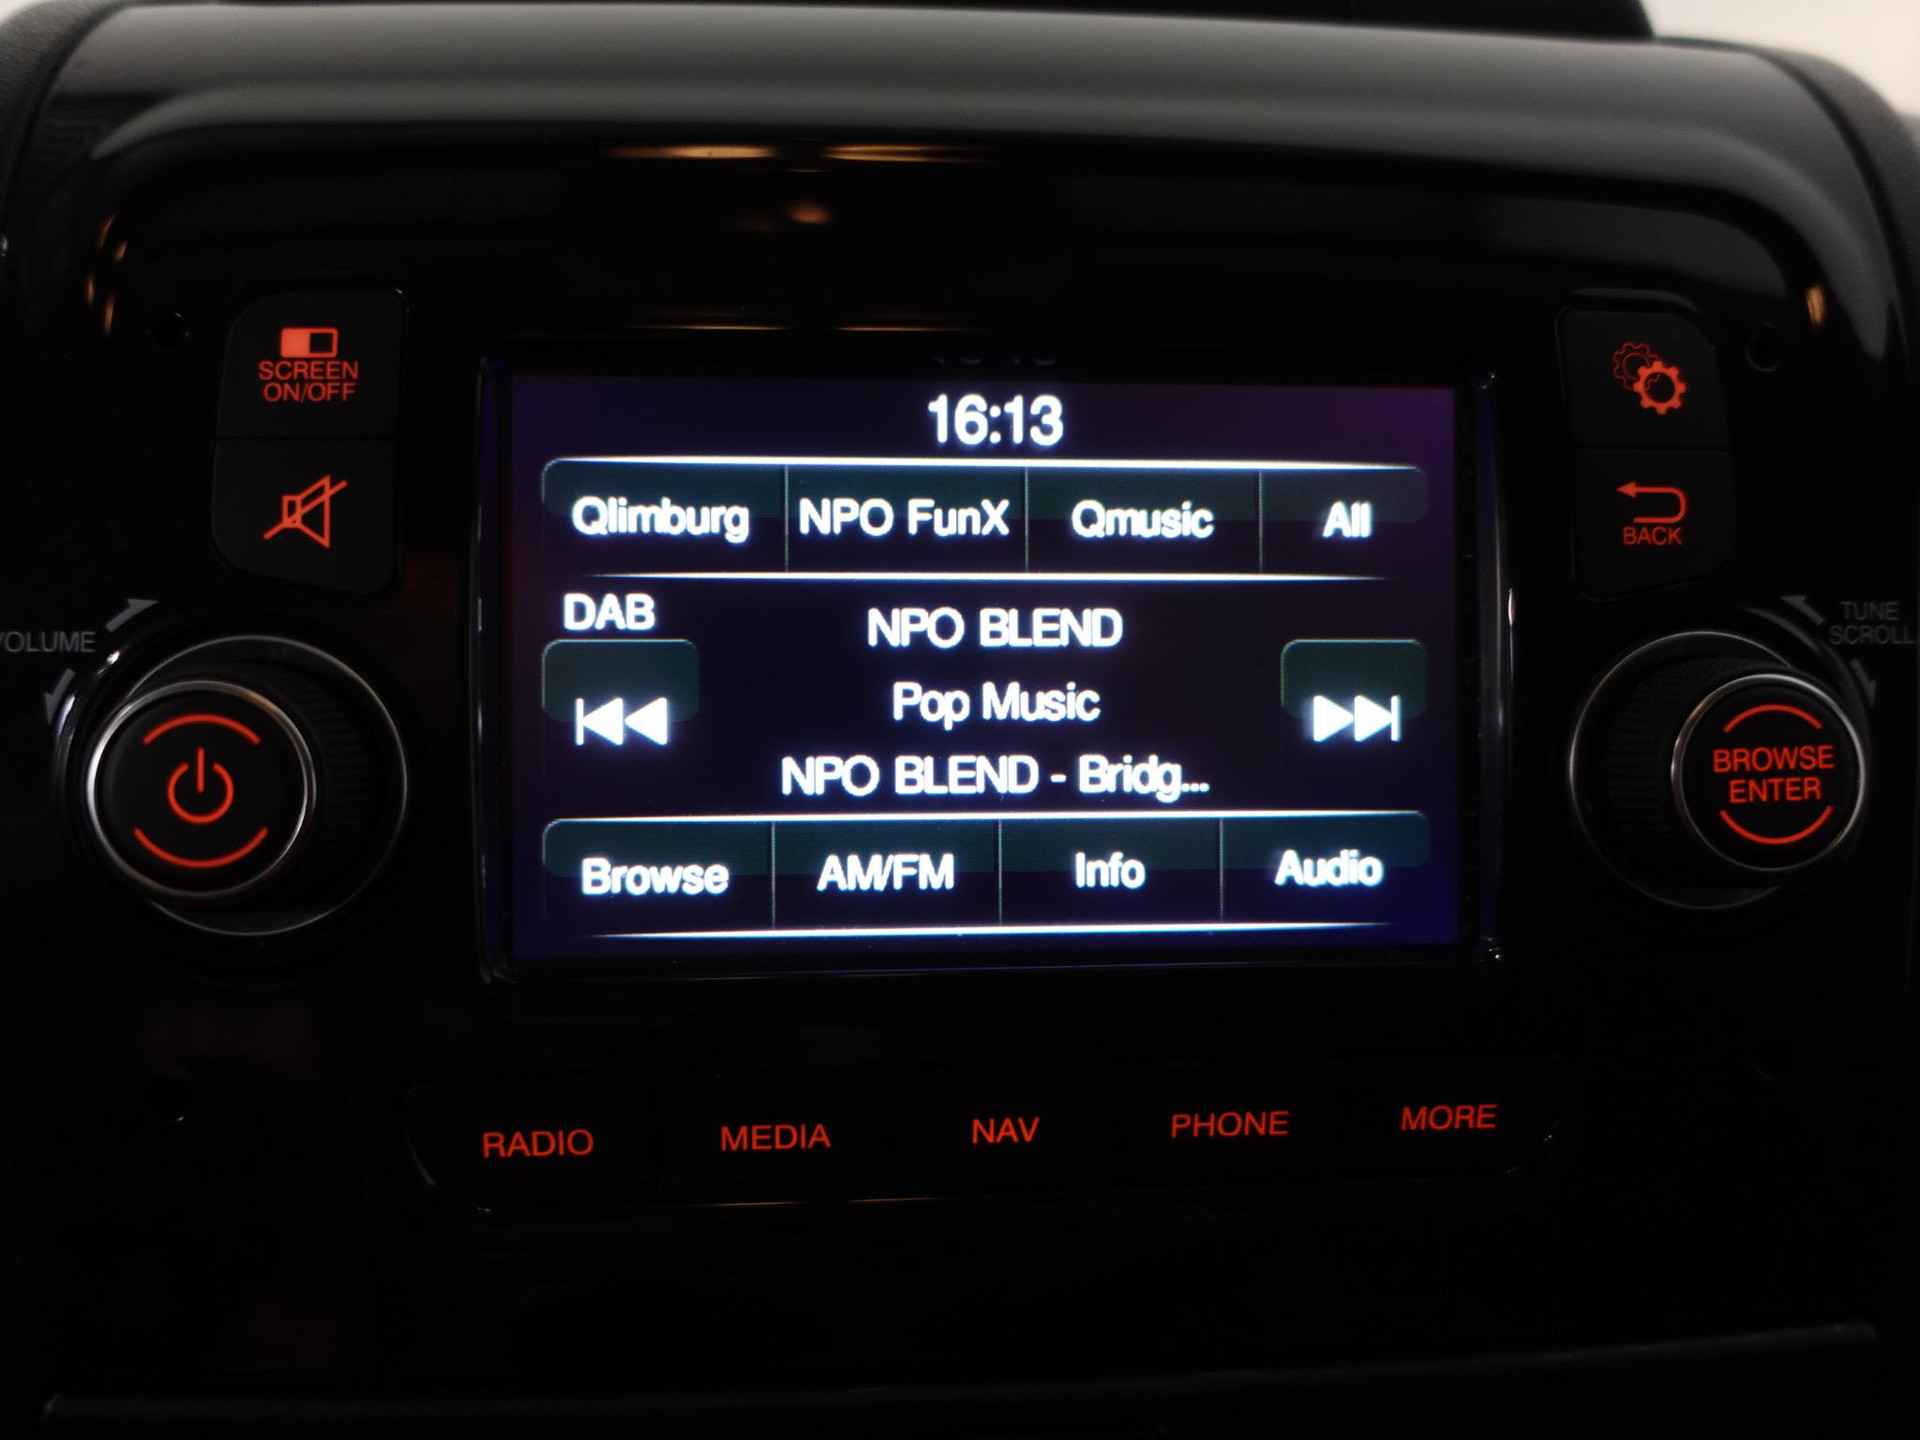 SCREEN
ON/OFF
VOLUME
16:13
Qlimburg NPO FunX Qmusic All
DAB
NPO BLEND
Pop Music
NPO BLEND - Bridg...
Browse AM/FM Info Audio
BACK
TUNE
SCROLL
BROWSE
ENTER
RADIO MEDIA NAV PHONE MORE